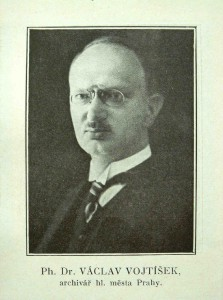 Ph. Dr. VÁCLAV VOJTÍŠEK,
archivář hl. města Prahy.